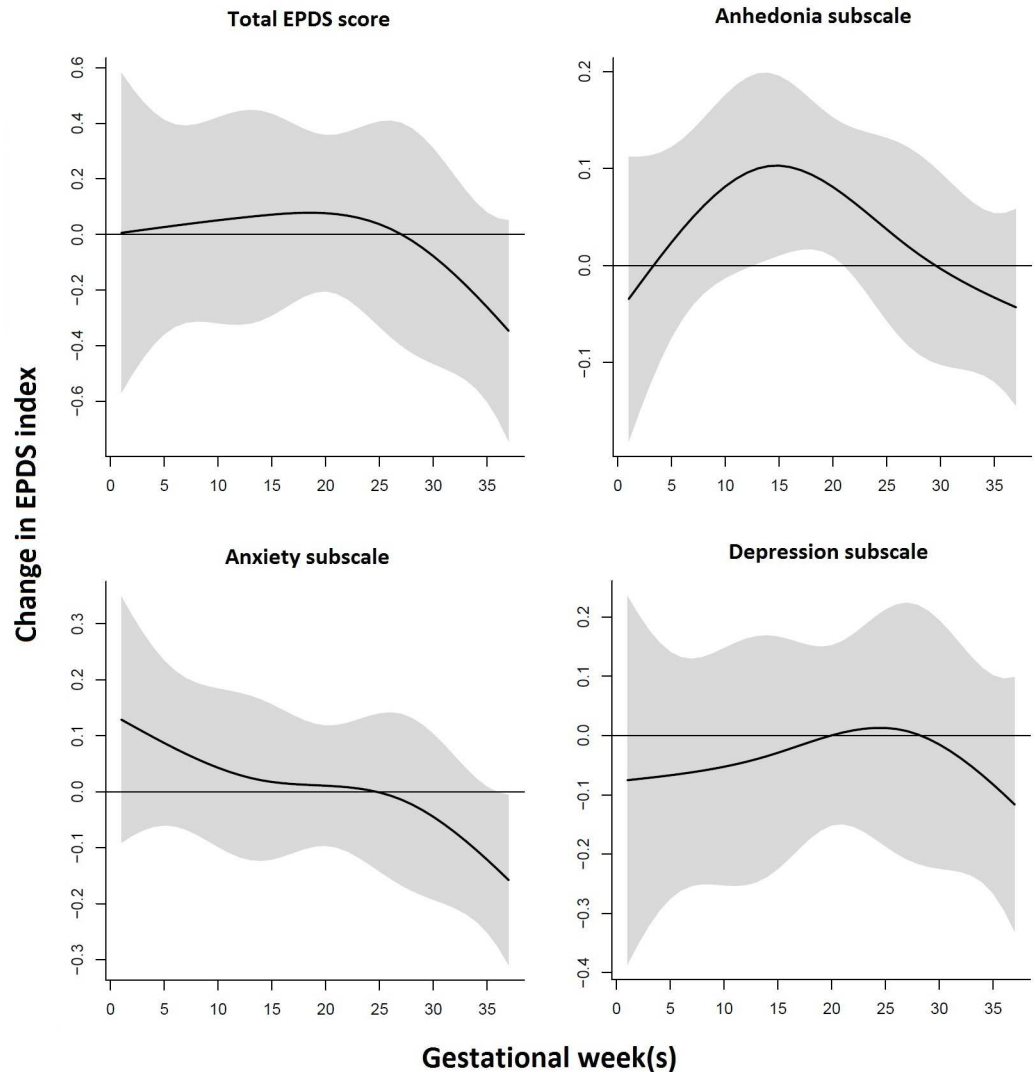 Total EPDS score
Anhedonia subscale
0.6
0.4
0.2
0.0
−0.2
−0.4
−0.6
0 5 10 15 20 25 30 35
0.2
0.1
0.0
−0.1
0 5 10 15 20 25 30 35
Change in EPDS index
Anxiety subscale
Depression subscale
0.3
0.2
0.1
0.0
−0.1
−0.2
−0.3
0 5 10 15 20 25 30 35
0.2
0.1
0.0
−0.1
−0.2
−0.3
−0.4
0 5 10 15 20 25 30 35
Gestational week(s)